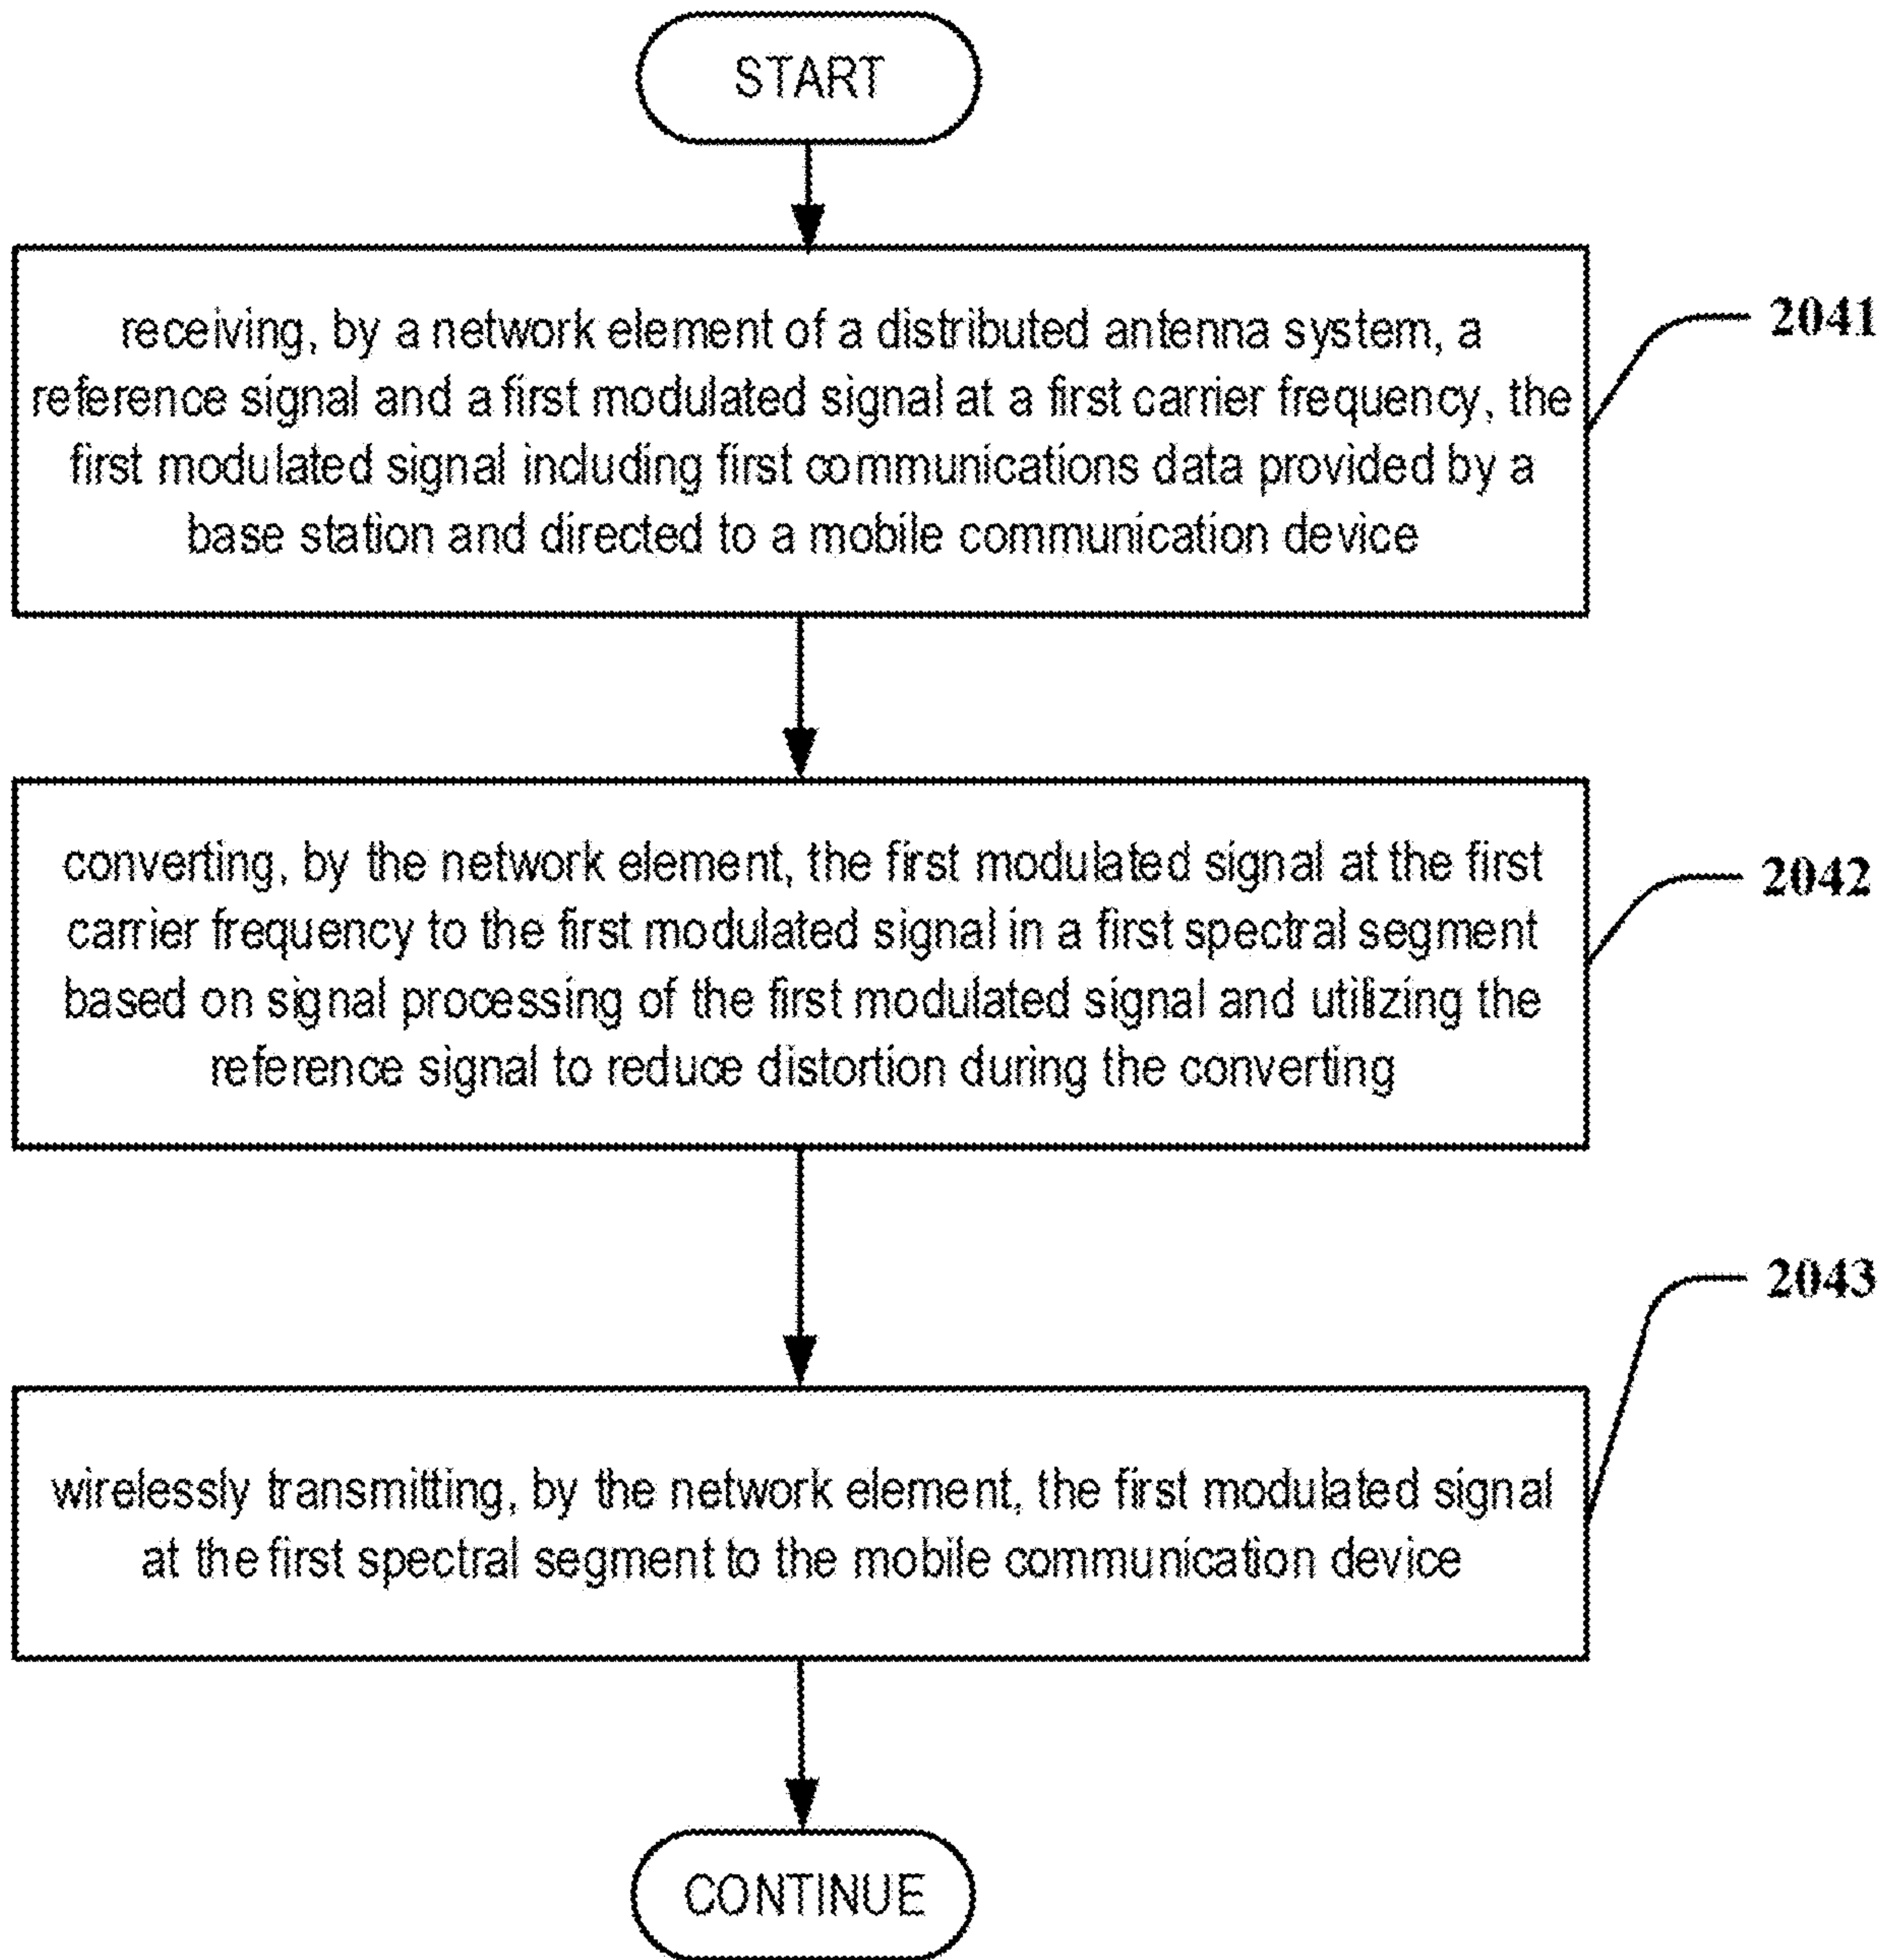 START
receiving, by a network element of a distributed antenna system, a
reference signal and a first modulated signal at a first carrier frequency, the
first modulated signal including first communications data provided by a
base station and directed to a mobile communication device
2041
converting, by the network element, the first modulated signal at the first
carrier frequency to the first modulated signal in a first spectral segment
based on signal processing of the first modulated signal and utilizing the
reference signal to reduce distortion during the converting
2042
wirelessly transmitting, by the network element, the first modulated signal
at the first spectral segment to the mobile communication device
2043
CONTINUE